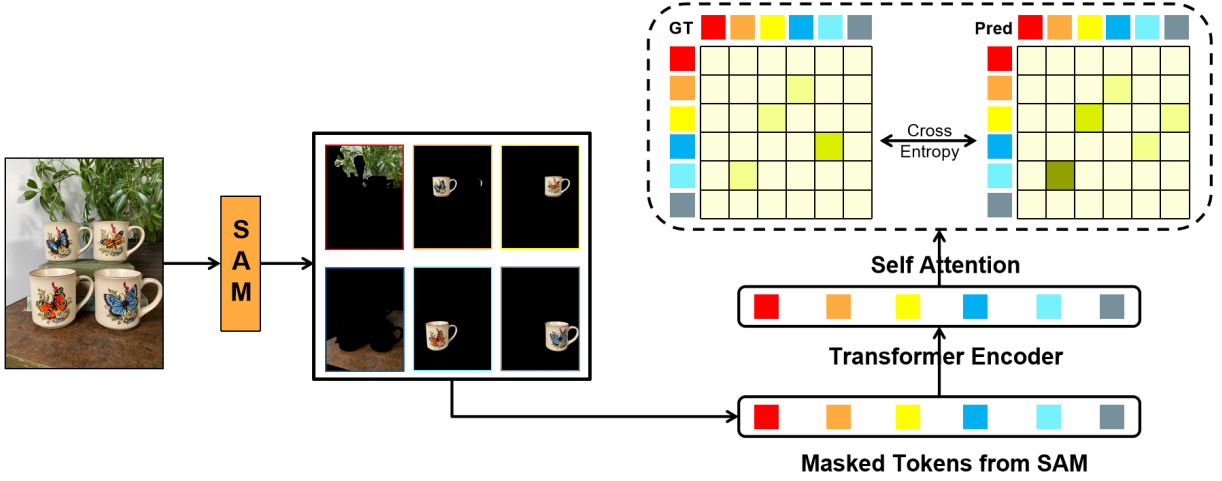 GT
Pred
Cross
Entropy
S
A
M
Self Attention
Transformer Encoder
Masked Tokens from SAM